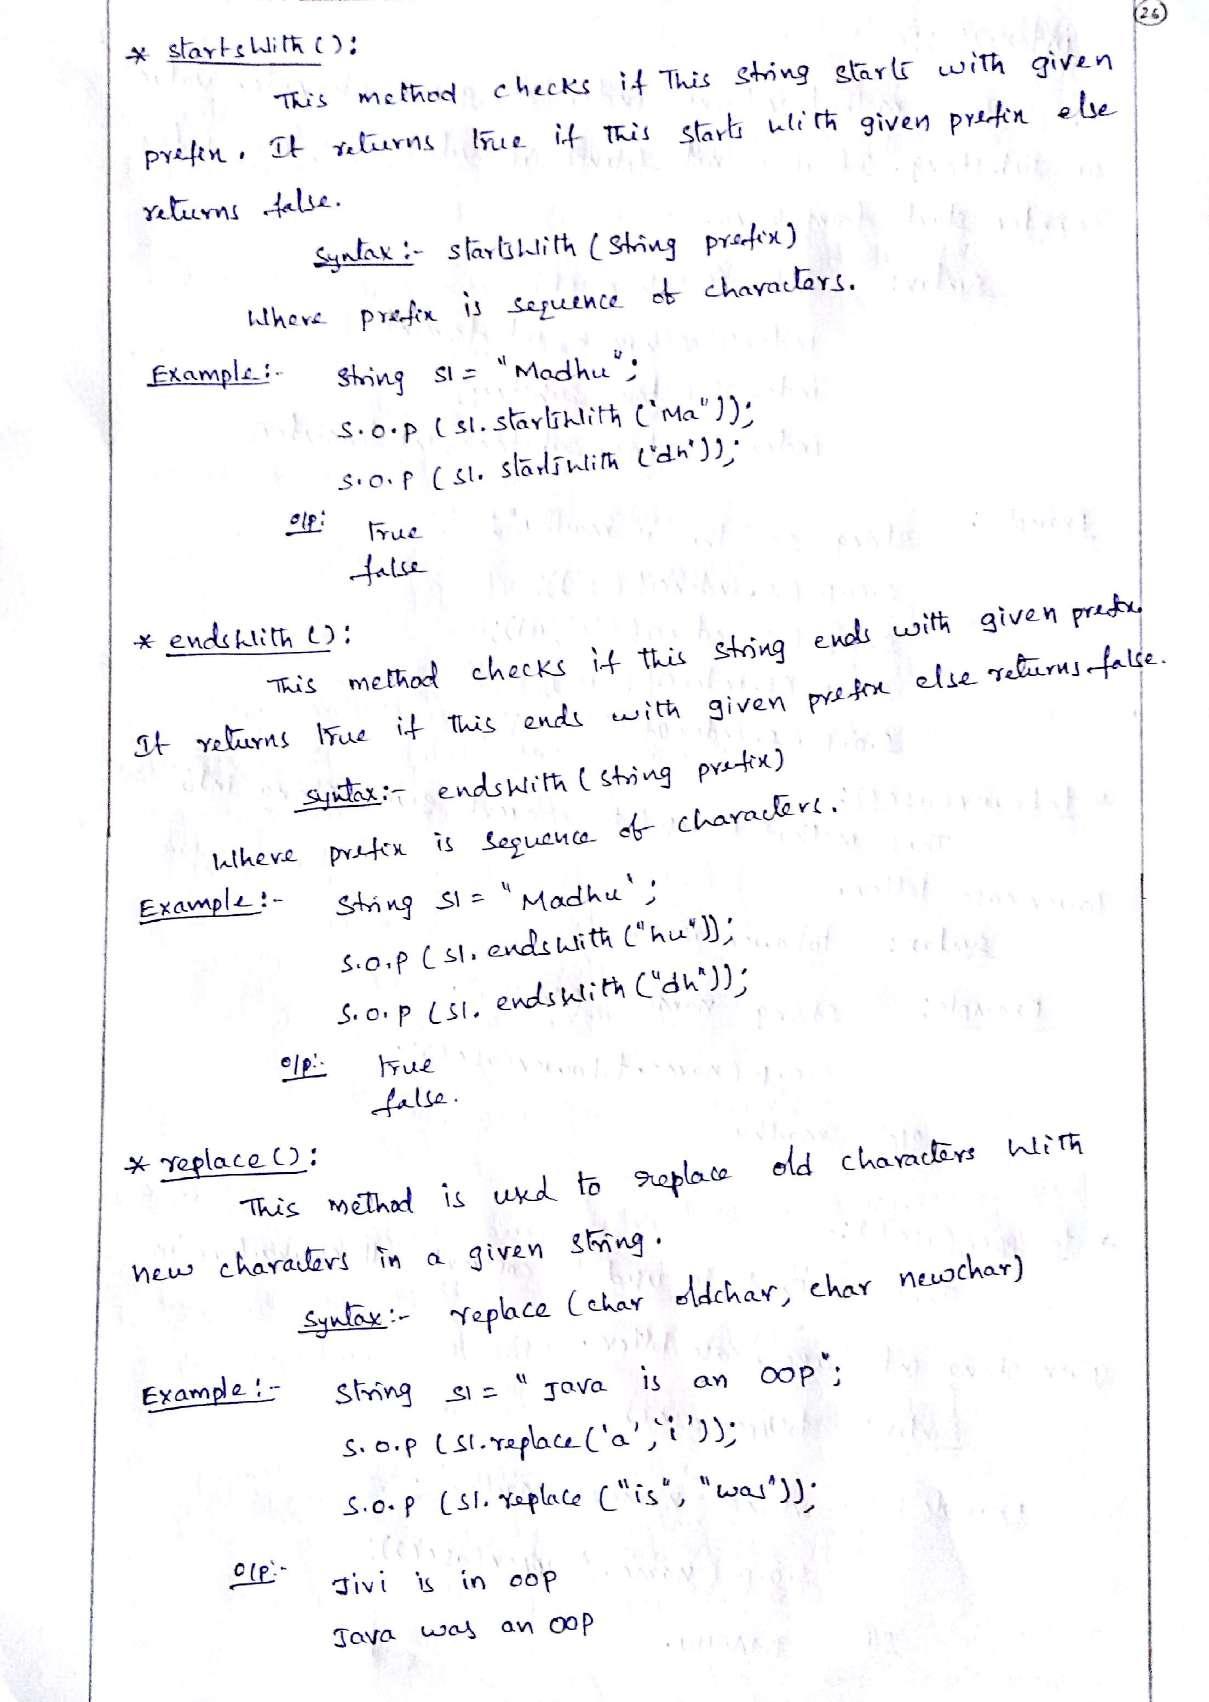 26
* startsWith():
This method checks if This string starts with given
prefix. It returns true if this starts with given prefix else
returns false.
Syntax:- startsWith (String prefix)
Where prefix is sequence of characters.
Example:- String s1 = "Madhu";
S.o.p (s1.startsWith ("Ma"));
S.o.p (s1.startsWith ("dh"));
o/p: True
false
* endsWith():
This method checks if this string ends with given prefix.
It returns true if this ends with given prefix else returns false.
syntax:- endsWith (string prefix)
Where prefix is sequence of characters.
Example:- String s1 = "Madhu";
S.o.p (s1.endswith ("hu"));
S.o.p (s1.endsWith ("dh"));
o/p:- True
false.
* replace():
This method is used to replace old characters with
new characters in a given string.
Syntax:- replace (char oldchar, char newchar)
Example:- String s1 = "Java is an OOP";
S.o.p (s1.replace('a','i'));
S.o.p (s1.replace ("is", "was"));
o/p:- Jivi is in oop
Java was an OOP